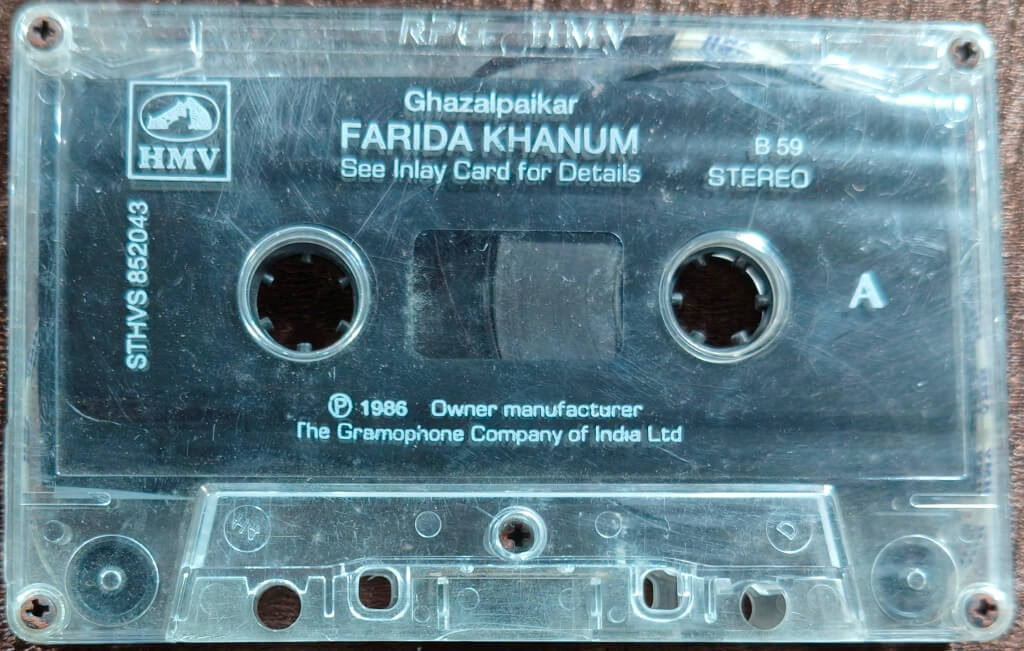 RPG HMV
HMV
Ghazalpaikar
FARIDA KHANUM
See Inlay Card for Details
B 59
STEREO
STHVS 852043
A
Ⓟ 1986 Owner manufacturer
The Gramophone Company of India Ltd